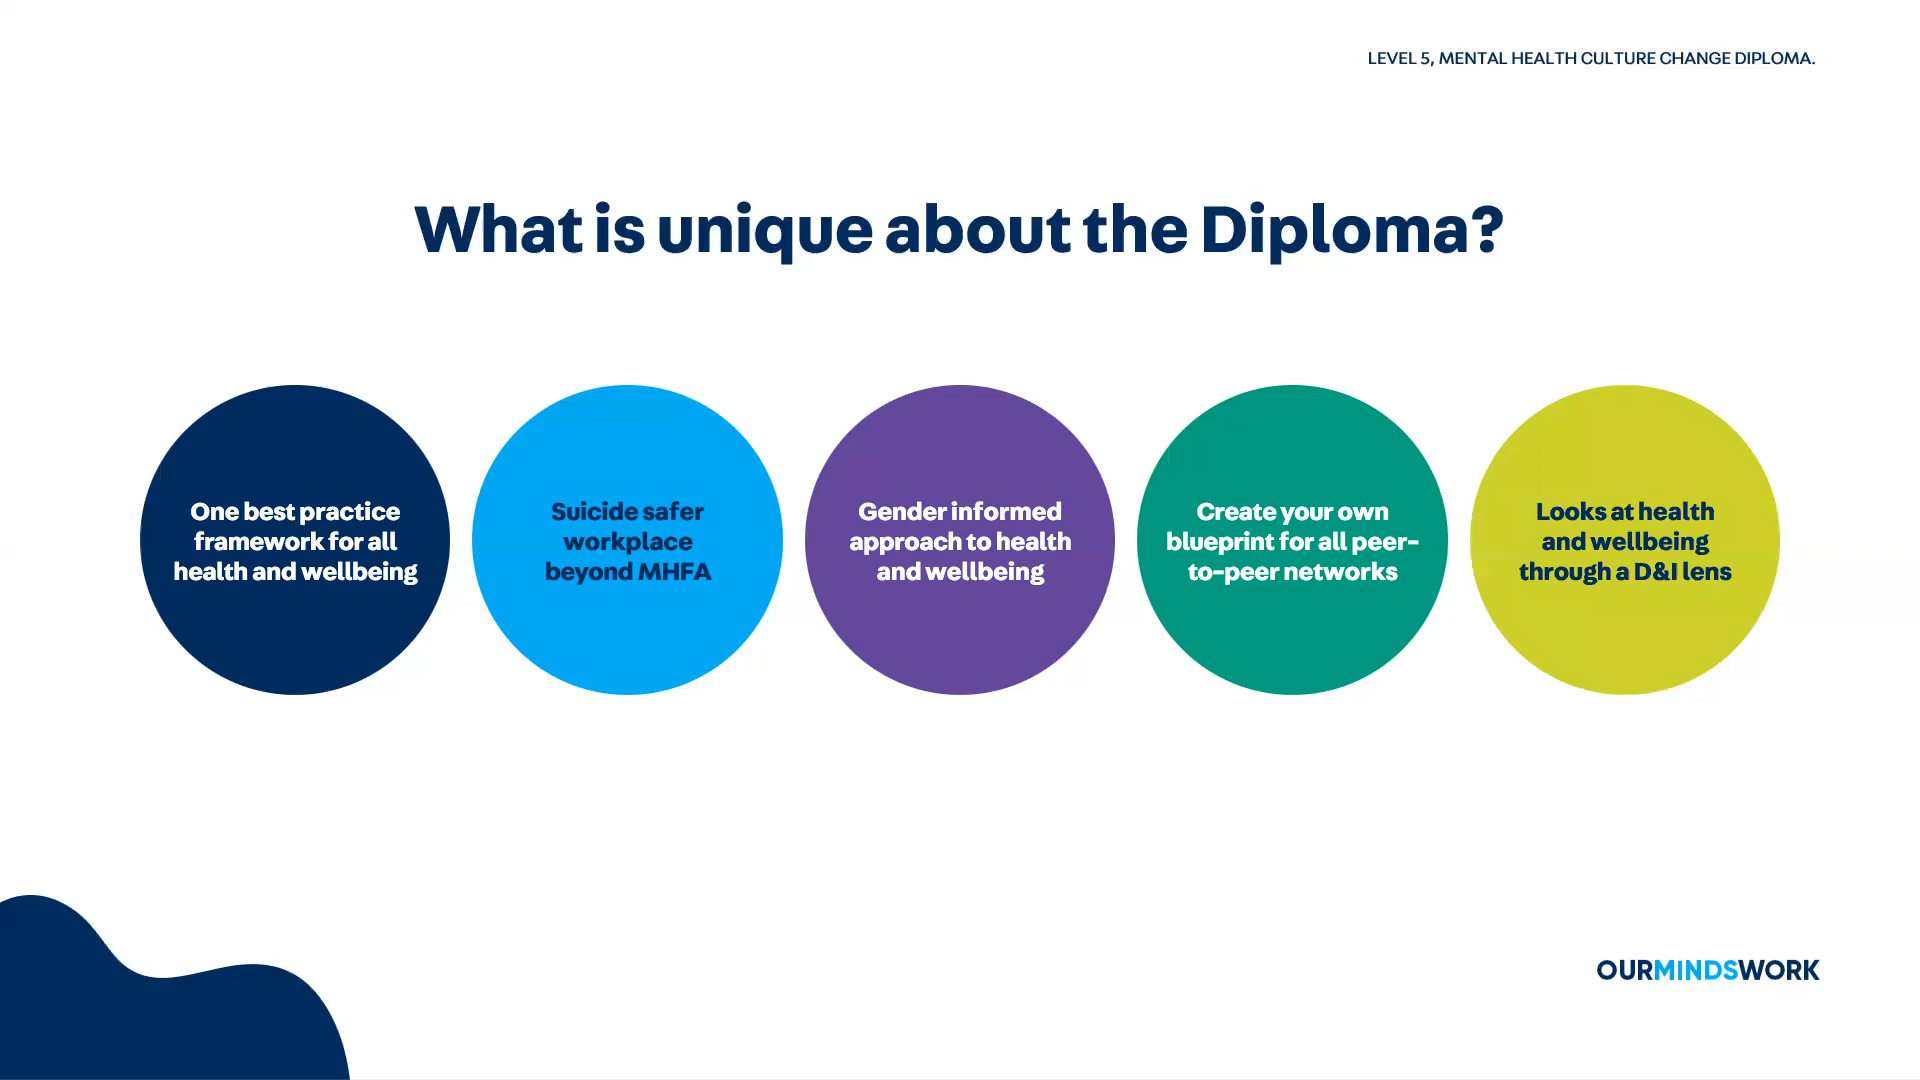 LEVEL 5, MENTAL HEALTH CULTURE CHANGE DIPLOMA.
What is unique about the Diploma?
One best practice
framework for all
health and wellbeing
Suicide safer
workplace
beyond MHFA
Gender informed
approach to health
and wellbeing
Create your own
blueprint for all peer-
to-peer networks
Looks at health
and wellbeing
through a D&I lens
OURMINDSWORK